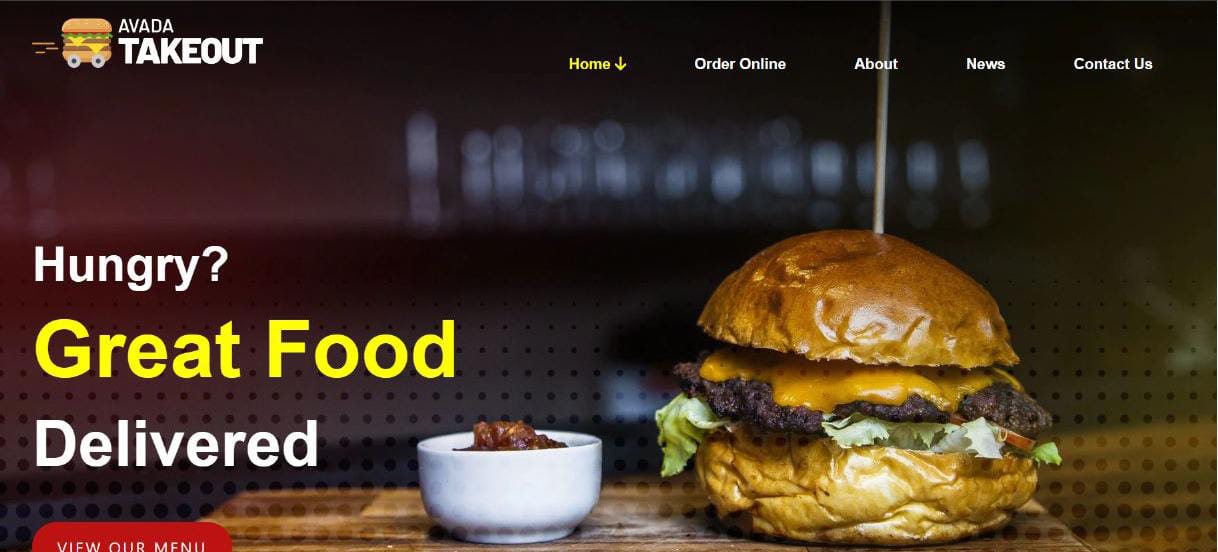 AVADA
TAKEOUT
Home Order Online About News Contact Us
Hungry?
Great Food
Delivered
VIEW OUR MENU